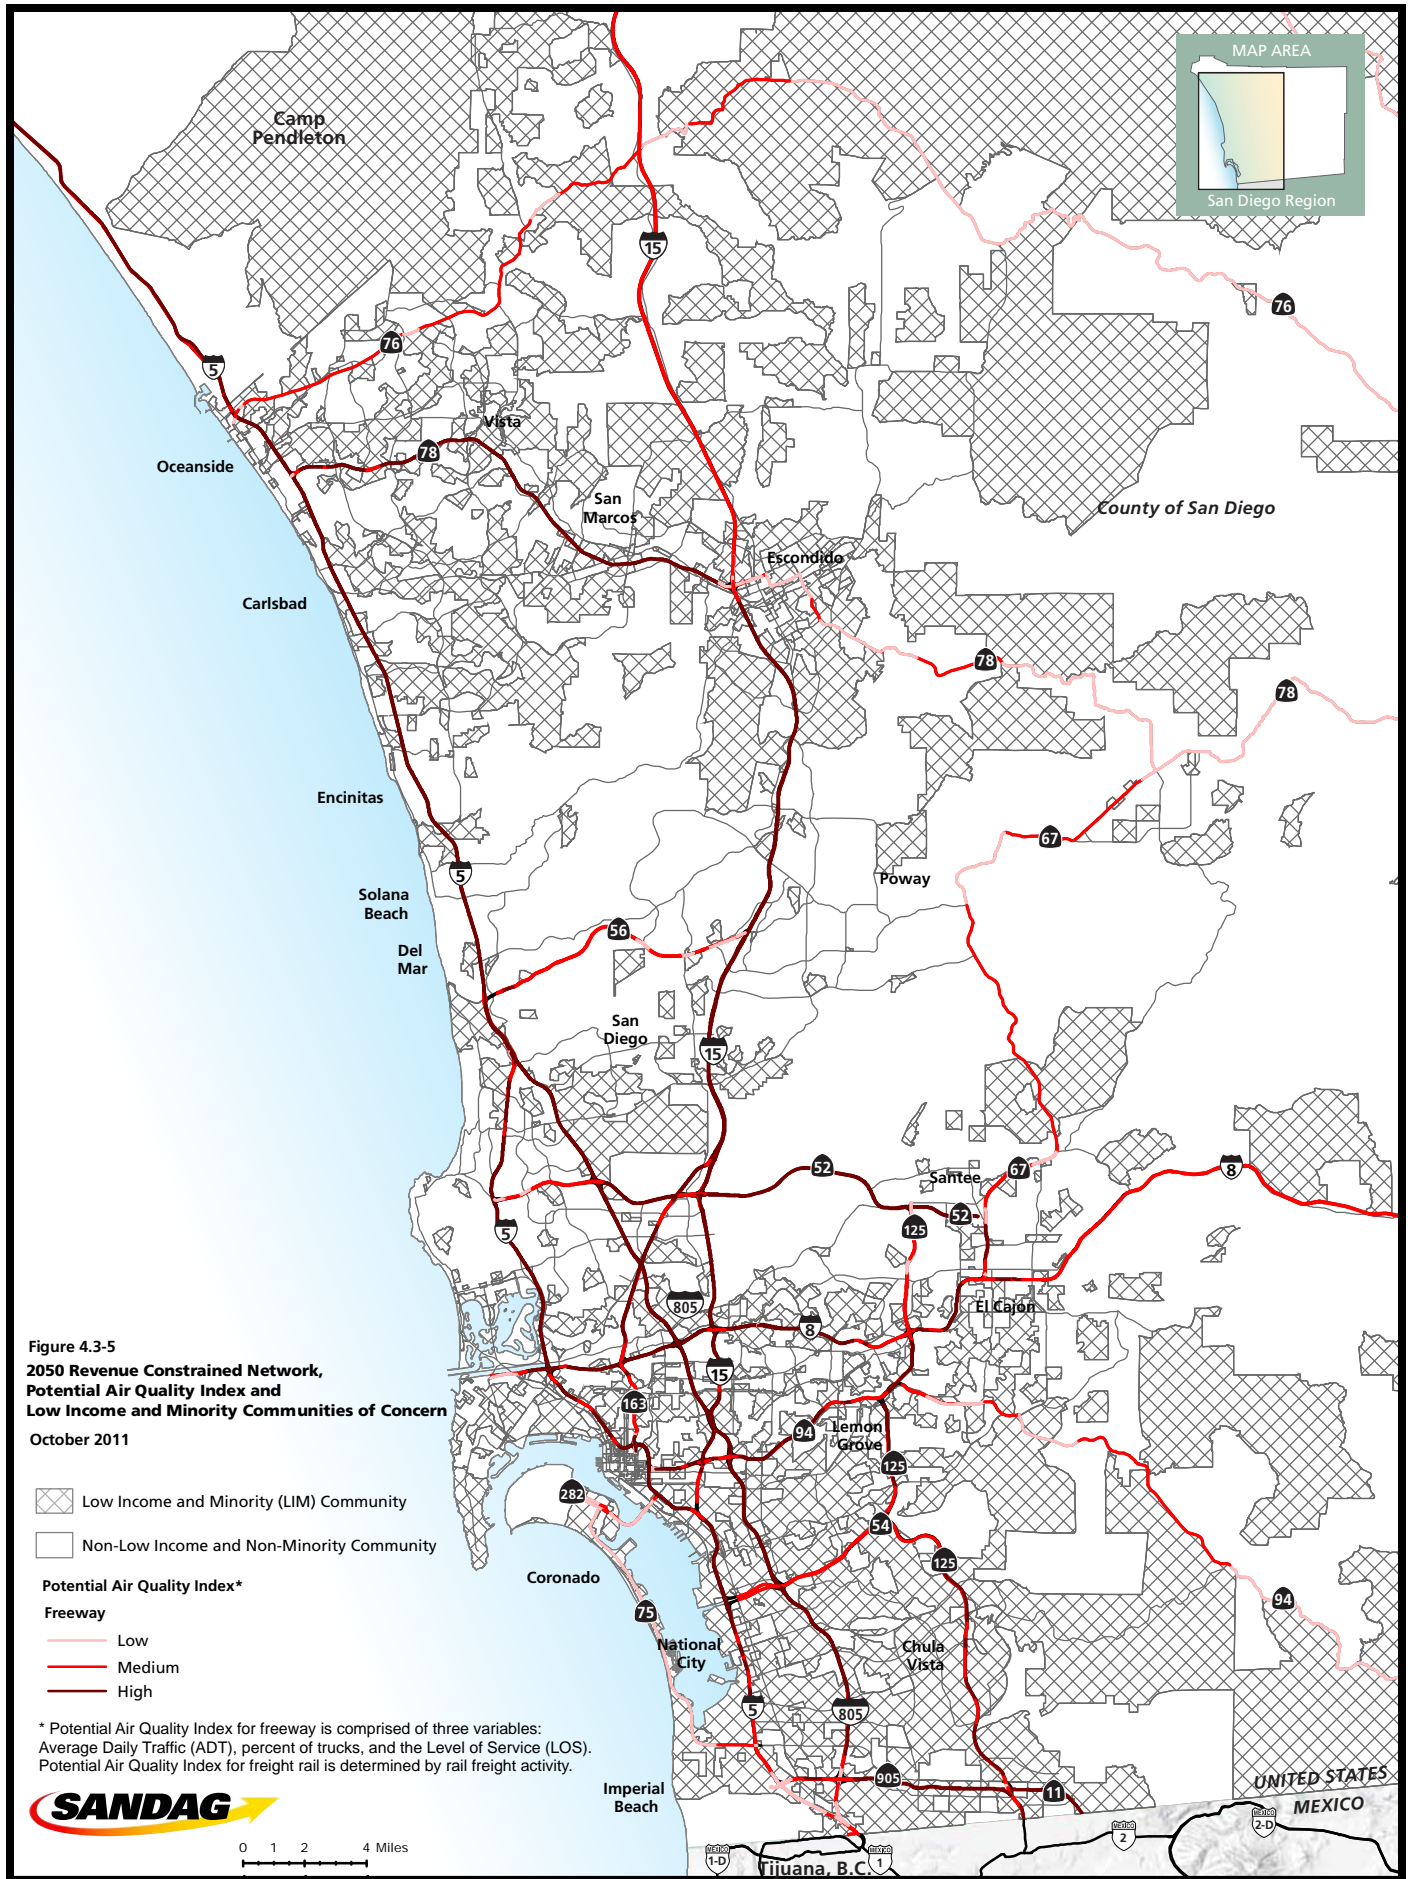 MAP AREA
San Diego Region
Camp
Pendleton
15
76
76
5
Vista
78
Oceanside
San
Marcos
County of San Diego
Escondido
Carlsbad
78
78
Encinitas
67
5
Poway
Solana
Beach
56
Del
Mar
San
Diego
15
52
67
8
Santee
52
125
5
805
El Cajon
8
15
163
94
Lemon
Grove
125
282
54
125
Coronado
75
94
National
City
Chula
Vista
5
805
905
11
Imperial
Beach
UNITED STATES
MEXICO
MEXICO
2
MEXICO
2-D
MEXICO
1-D
MEXICO
1
Tijuana, B.C.
Figure 4.3-5
2050 Revenue Constrained Network,
Potential Air Quality Index and
Low Income and Minority Communities of Concern
October 2011
Low Income and Minority (LIM) Community
Non-Low Income and Non-Minority Community
Potential Air Quality Index*
Freeway
Low
Medium
High
* Potential Air Quality Index for freeway is comprised of three variables:
Average Daily Traffic (ADT), percent of trucks, and the Level of Service (LOS).
Potential Air Quality Index for freight rail is determined by rail freight activity.
SANDAG
0 1 2 4 Miles